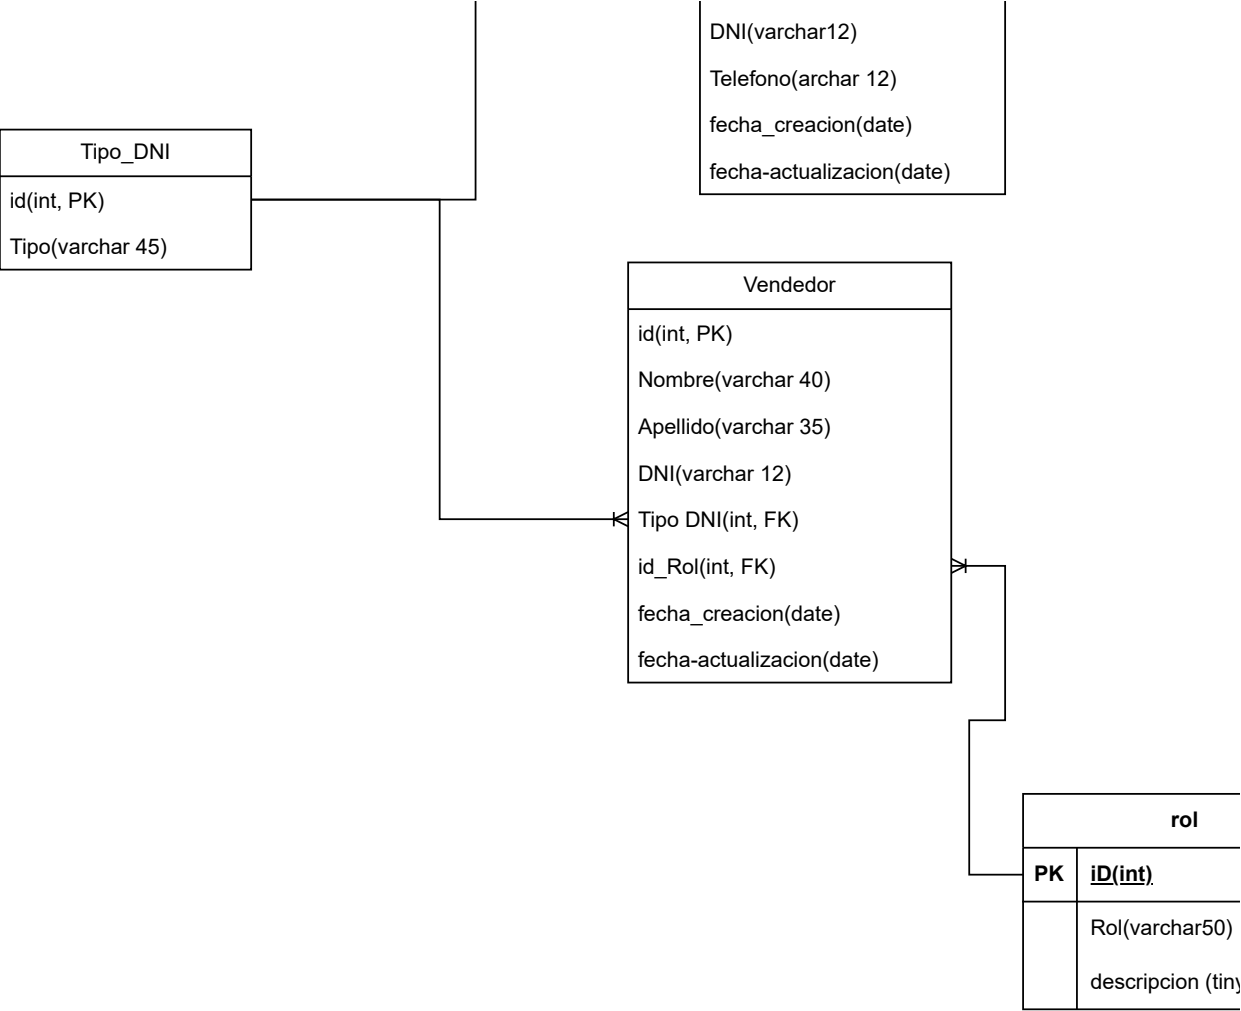 DNI(varchar12)
Telefono(archar 12)
fecha_creacion(date)
fecha-actualizacion(date)
Tipo_DNI
id(int, PK)
Tipo(varchar 45)
Vendedor
id(int, PK)
Nombre(varchar 40)
Apellido(varchar 35)
DNI(varchar 12)
Tipo DNI(int, FK)
id_Rol(int, FK)
fecha_creacion(date)
fecha-actualizacion(date)
rol
PK iD(int)
Rol(varchar50)
descripcion (tiny